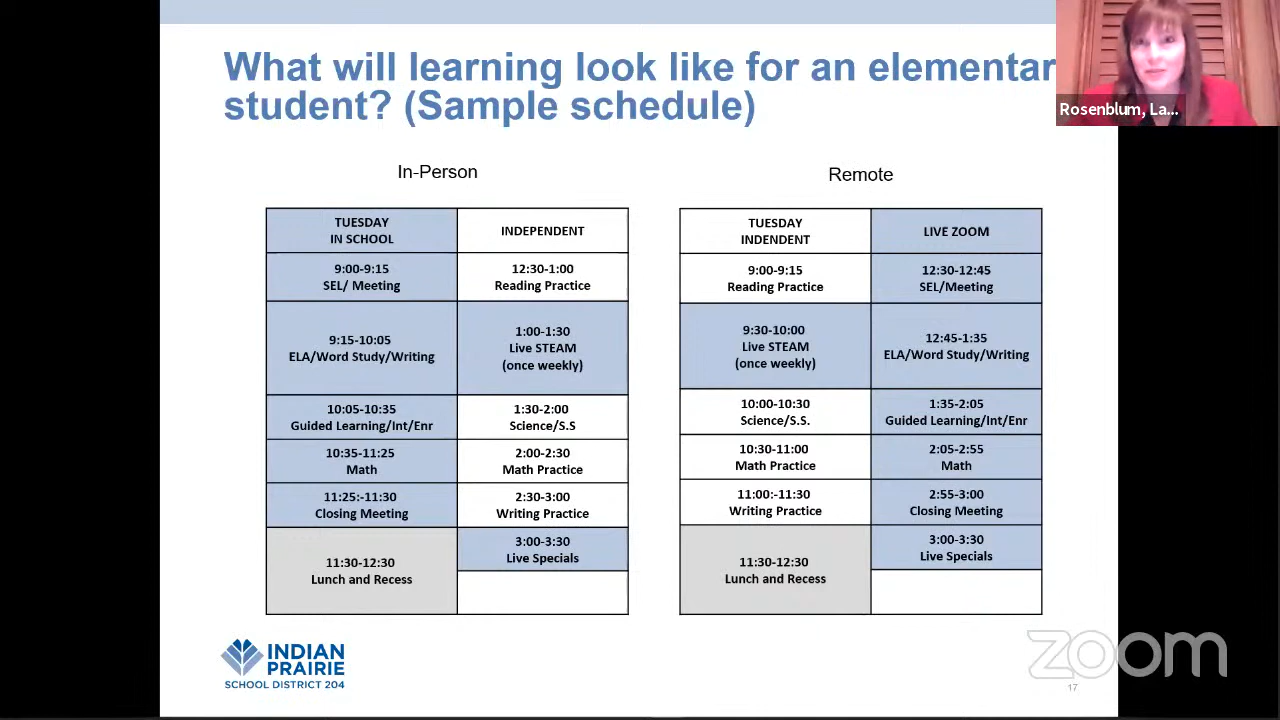 What will learning look like for an elementar
student? (Sample schedule)
Rosenblum, La...
In-Person
TUESDAY
IN SCHOOL
INDEPENDENT
9:00-9:15
SEL/ Meeting
12:30-1:00
Reading Practice
9:15-10:05
ELA/Word Study/Writing
1:00-1:30
Live STEAM
(once weekly)
10:05-10:35
Guided Learning/Int/Enr
1:30-2:00
Science/S.S
10:35-11:25
Math
2:00-2:30
Math Practice
11:25:-11:30
Closing Meeting
2:30-3:00
Writing Practice
11:30-12:30
Lunch and Recess
3:00-3:30
Live Specials
Remote
TUESDAY
INDENDENT
LIVE ZOOM
9:00-9:15
Reading Practice
12:30-12:45
SEL/Meeting
9:30-10:00
Live STEAM
(once weekly)
12:45-1:35
ELA/Word Study/Writing
10:00-10:30
Science/S.S.
1:35-2:05
Guided Learning/Int/Enr
10:30-11:00
Math Practice
2:05-2:55
Math
11:00:-11:30
Writing Practice
2:55-3:00
Closing Meeting
11:30-12:30
Lunch and Recess
3:00-3:30
Live Specials
INDIAN
PRAIRIE
SCHOOL DISTRICT 204
zoom
17